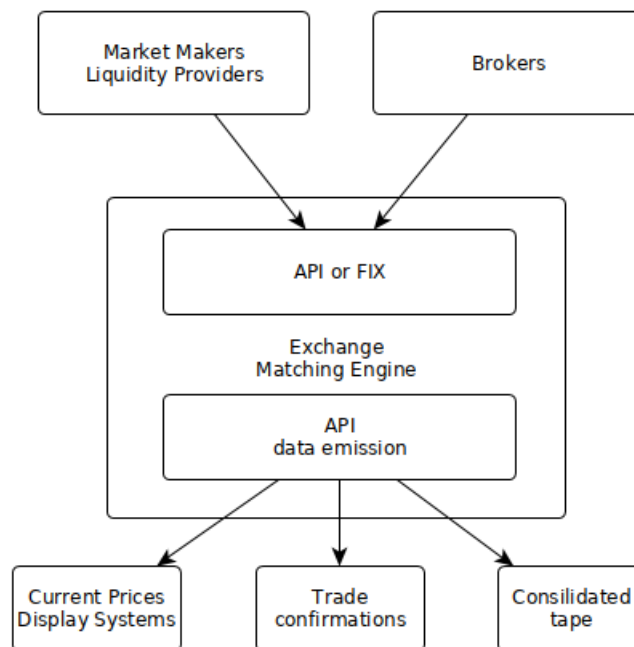 Market Makers
Liquidity Providers
Brokers
API or FIX
Exchange
Matching Engine
API
data emission
Current Prices
Display Systems
Trade
confirmations
Consilidated
tape